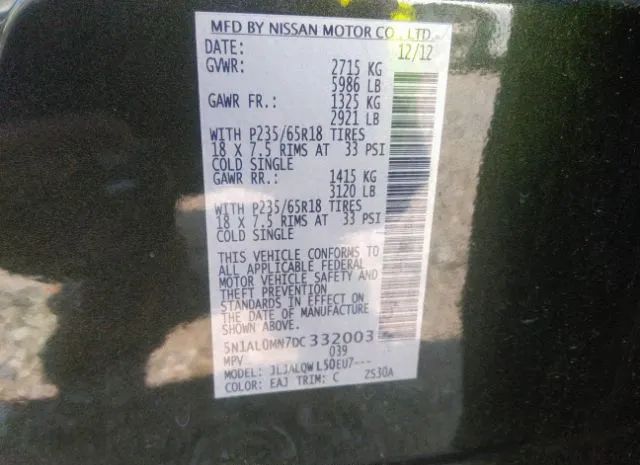 MFD BY NISSAN MOTOR CO., LTD.
DATE: 12/12
GVWR: 2715 KG
5986 LB
GAWR FR.: 1325 KG
2921 LB
WITH P235/65R18 TIRES
18 X 7.5 RIMS AT 33 PSI
COLD SINGLE
GAWR RR.: 1415 KG
3120 LB
WITH P235/65R18 TIRES
18 X 7.5 RIMS AT 33 PSI
COLD SINGLE
THIS VEHICLE CONFORMS TO
ALL APPLICABLE FEDERAL
MOTOR VEHICLE SAFETY AND
THEFT PREVENTION
STANDARDS IN EFFECT ON
THE DATE OF MANUFACTURE
SHOWN ABOVE.
5N1AL0MN7DC332003
MPV 039
MODEL: JLJALQWL50EU7---
COLOR: EAJ TRIM: C ZS30A